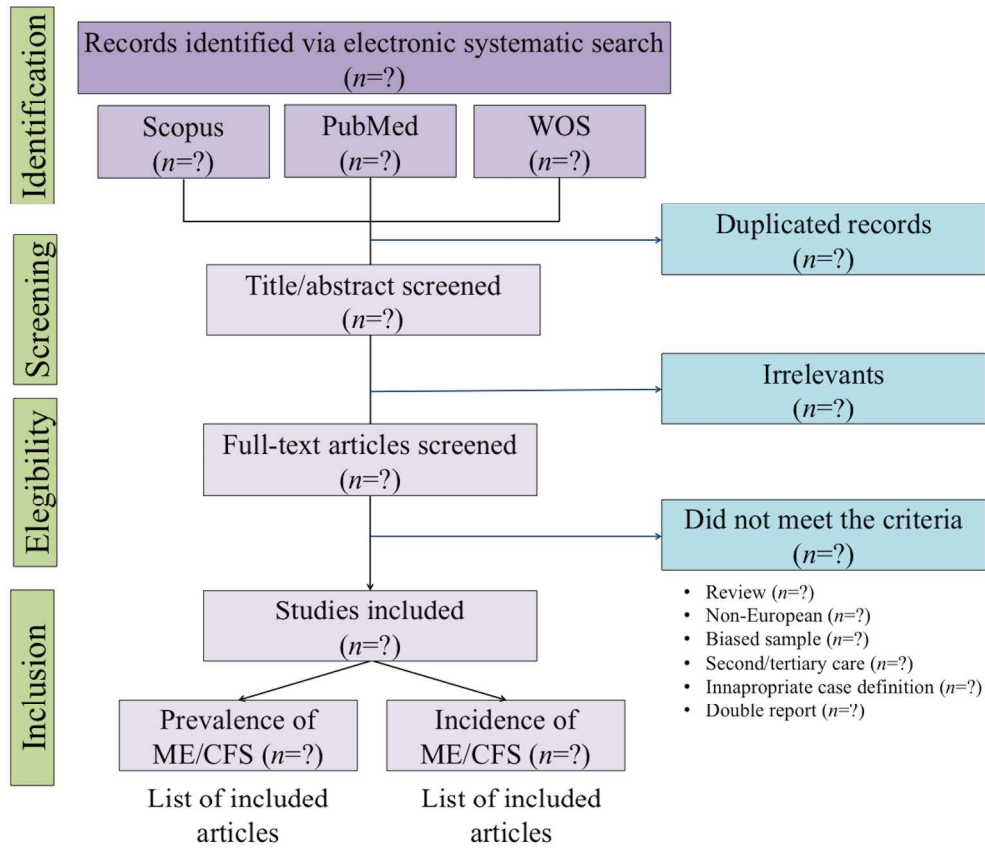 Identification
Records identified via electronic systematic search
(n=?)
Scopus
(n=?)
PubMed
(n=?)
WOS
(n=?)
Duplicated records
(n=?)
Screening
Title/abstract screened
(n=?)
Irrelevants
(n=?)
Elegibility
Full-text articles screened
(n=?)
Did not meet the criteria
(n=?)
• Review (n=?)
• Non-European (n=?)
• Biased sample (n=?)
• Second/tertiary care (n=?)
• Innapropriate case definition (n=?)
• Double report (n=?)
Inclusion
Studies included
(n=?)
Prevalence of
ME/CFS (n=?)
Incidence of
ME/CFS (n=?)
List of included
articles
List of included
articles